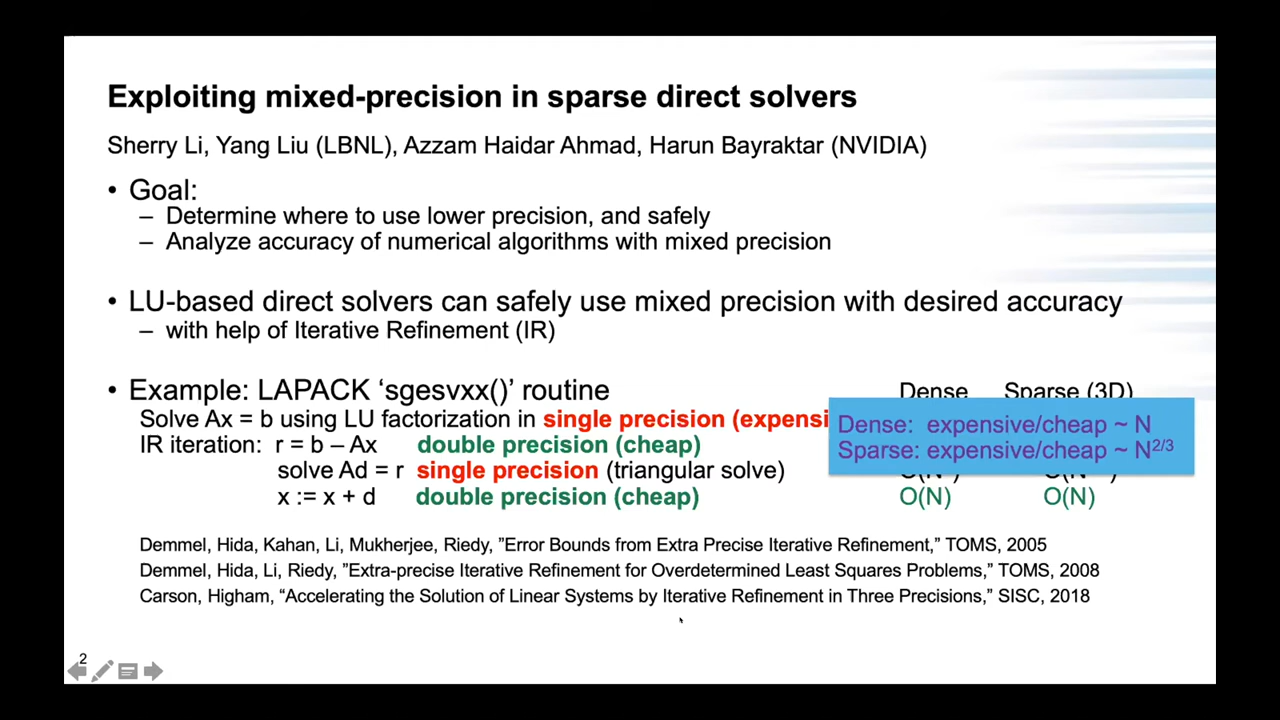 Exploiting mixed-precision in sparse direct solvers
Sherry Li, Yang Liu (LBNL), Azzam Haidar Ahmad, Harun Bayraktar (NVIDIA)
• Goal:
– Determine where to use lower precision, and safely
– Analyze accuracy of numerical algorithms with mixed precision
• LU-based direct solvers can safely use mixed precision with desired accuracy
– with help of Iterative Refinement (IR)
• Example: LAPACK ‘sgesvxx()’ routine Dense Sparse (3D)
Solve Ax = b using LU factorization in single precision (expensi
Dense: expensive/cheap ~ N
IR iteration: r = b – Ax double precision (cheap)
Sparse: expensive/cheap ~ N2/3
solve Ad = r single precision (triangular solve)
x := x + d double precision (cheap) O(N) O(N)
Demmel, Hida, Kahan, Li, Mukherjee, Riedy, ”Error Bounds from Extra Precise Iterative Refinement,” TOMS, 2005
Demmel, Hida, Li, Riedy, ”Extra-precise Iterative Refinement for Overdetermined Least Squares Problems,” TOMS, 2008
Carson, Higham, “Accelerating the Solution of Linear Systems by Iterative Refinement in Three Precisions,” SISC, 2018
2